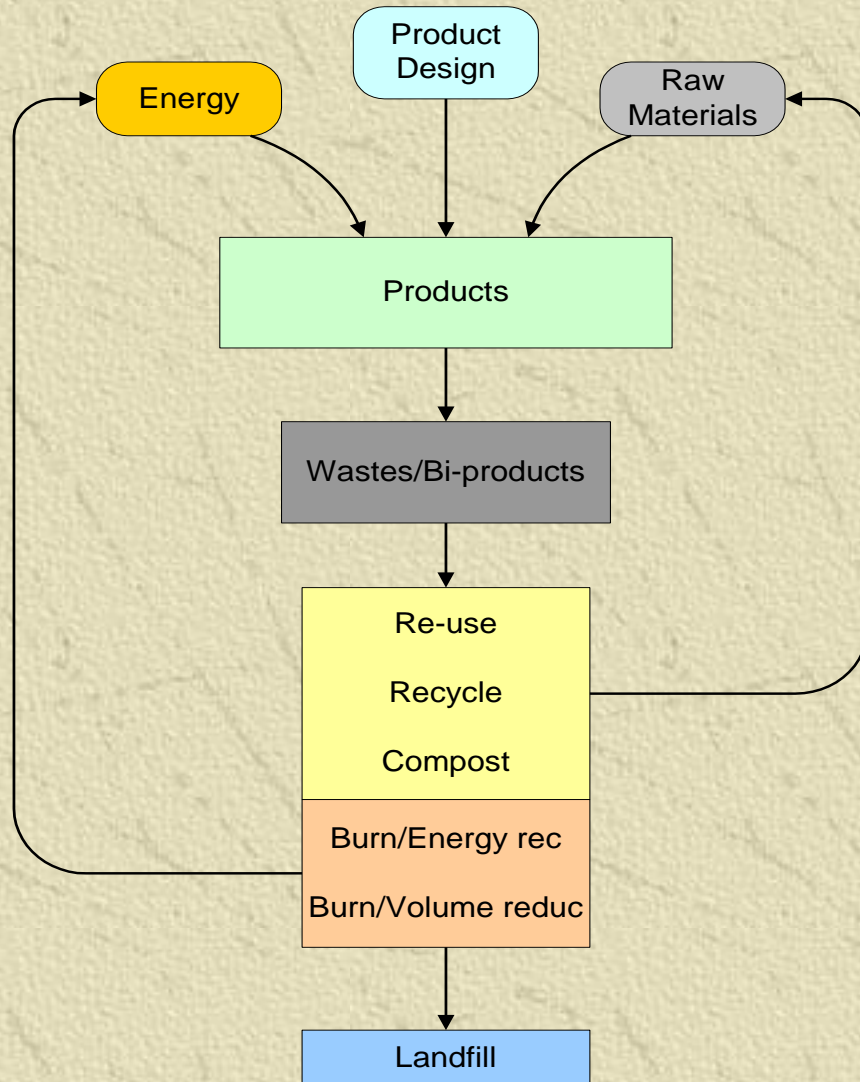 Product
Design
Energy
Raw
Materials
Products
Wastes/Bi-products
Re-use
Recycle
Compost
Burn/Energy rec
Burn/Volume reduc
Landfill